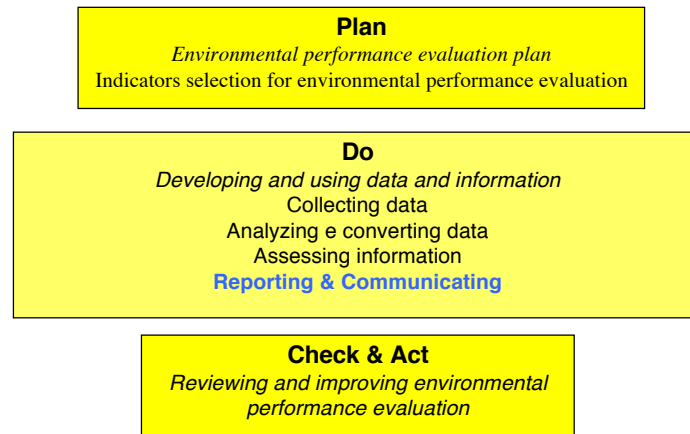 Plan
Environmental performance evaluation plan
Indicators selection for environmental performance evaluation
Do
Developing and using data and information
Collecting data
Analyzing e converting data
Assessing information
Reporting & Communicating
Check & Act
Reviewing and improving environmental
performance evaluation